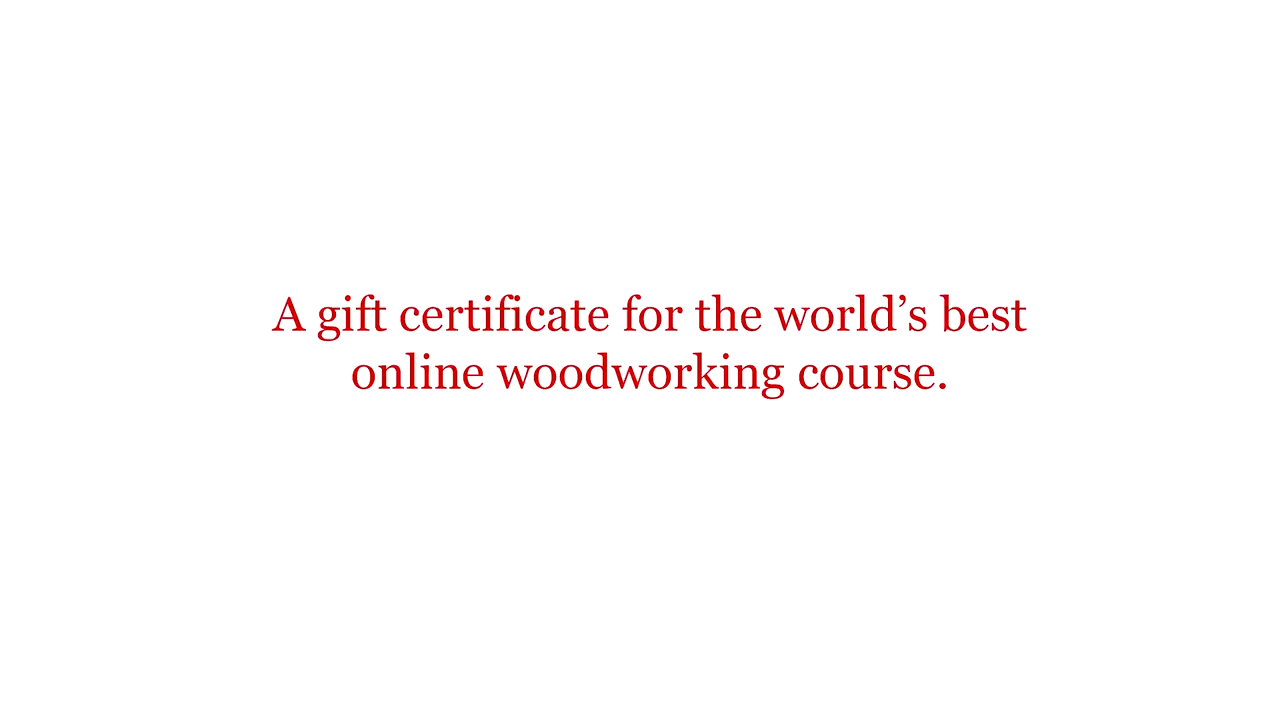 A gift certificate for the world’s best
online woodworking course.